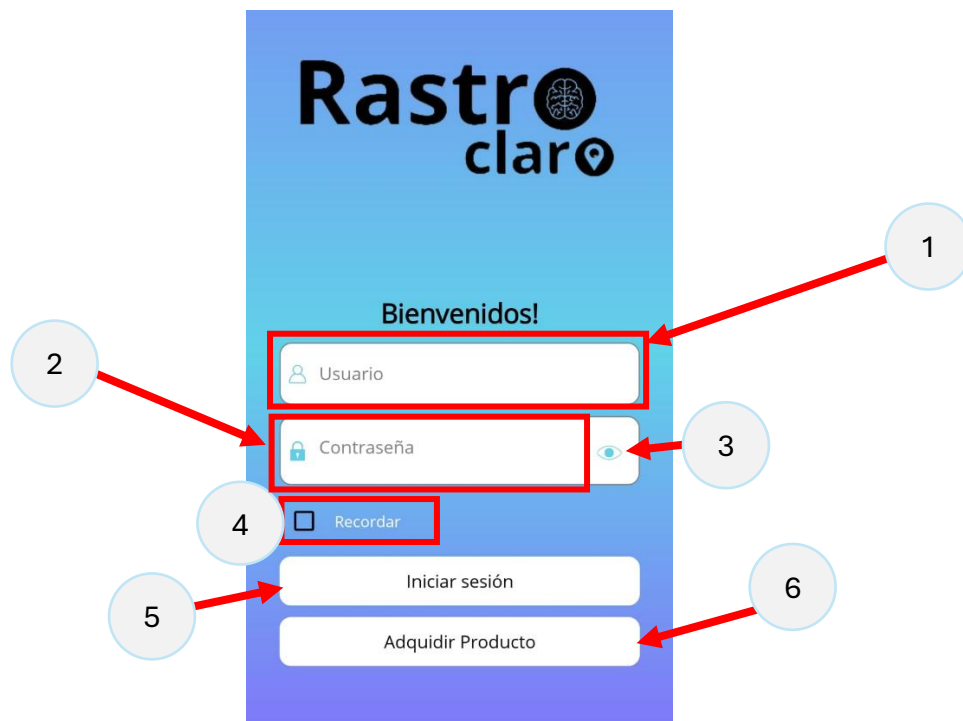 Rastro
claro
1
Bienvenidos!
2
Usuario
Contraseña
3
4
Recordar
Iniciar sesión
5
6
Adquidir Producto